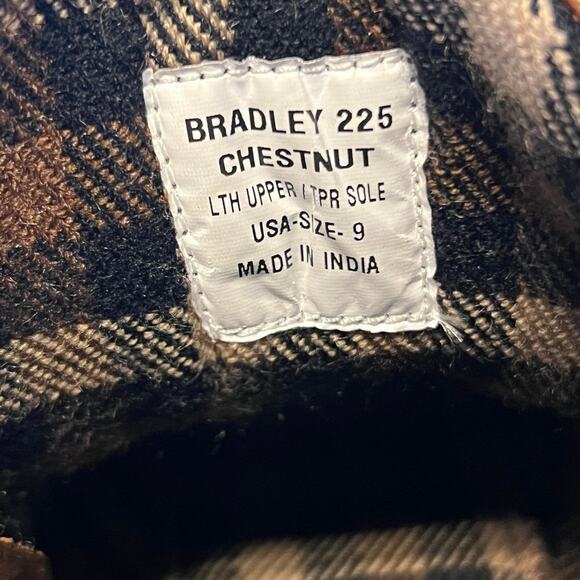 BRADLEY 225
CHESTNUT
LTH UPPER / TPR SOLE
USA-SIZE- 9
MADE IN INDIA